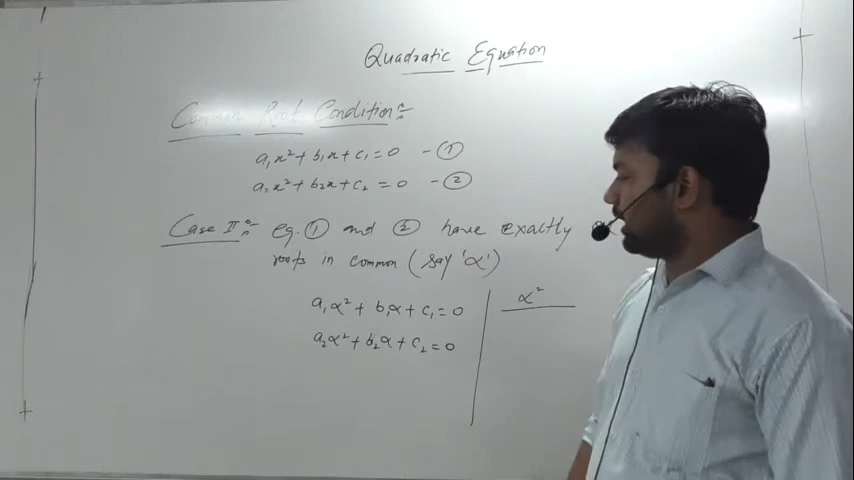 Quadratic Equation
Common Root Condition:-
a₁x² + b₁x + c₁ = 0 - ①
a₂x² + b₂x + c₂ = 0 - ②
Case II :- eq. ① and ② have exactly
roots in common (say 'α')
a₁α² + b₁α + c₁ = 0
a₂α² + b₂α + c₂ = 0
α²